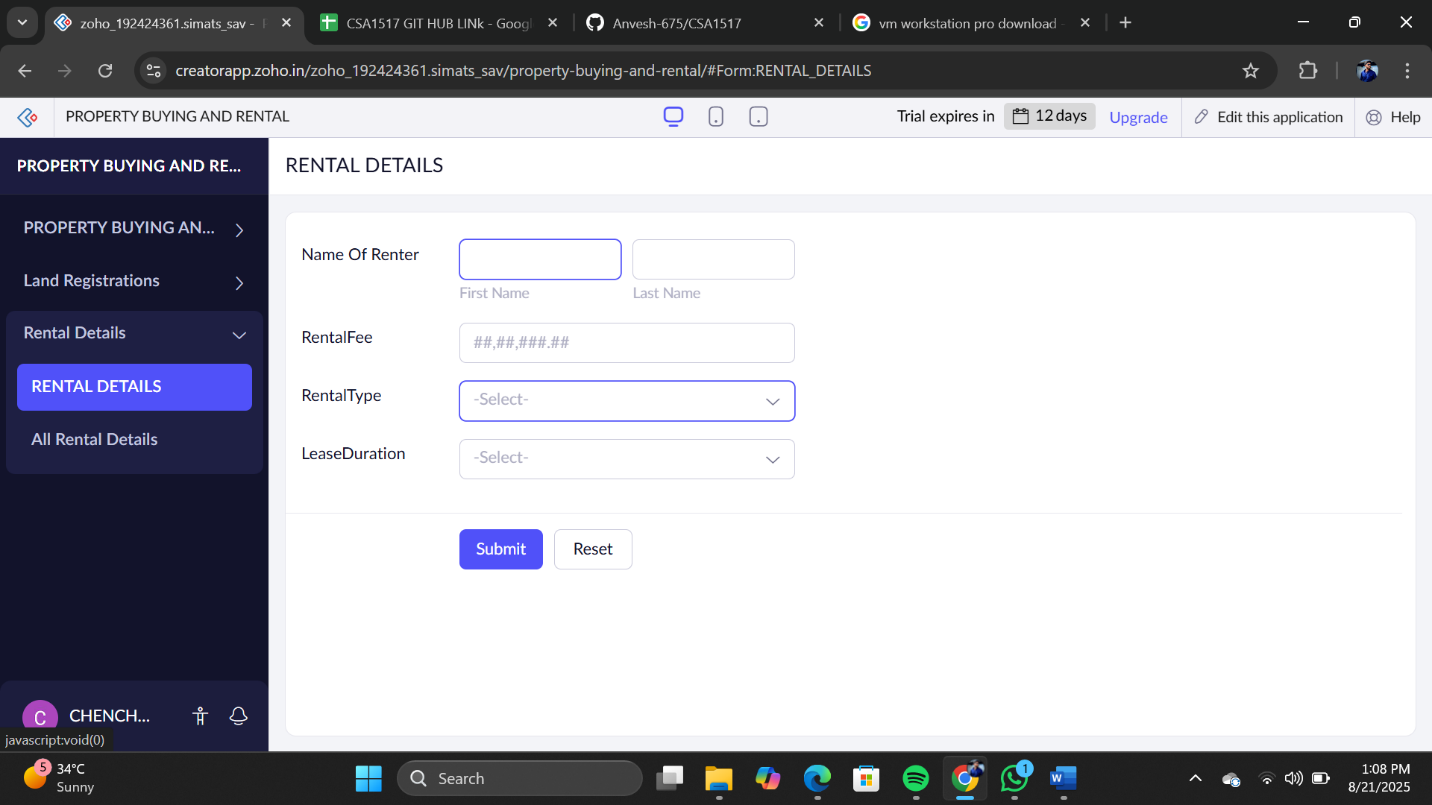 zoho_192424361.simats_sav -
CSA1517 GIT HUB LINk - Goog
Anvesh-675/CSA1517
vm workstation pro download -
creatorapp.zoho.in/zoho_192424361.simats_sav/property-buying-and-rental/#Form:RENTAL_DETAILS
PROPERTY BUYING AND RENTAL
Trial expires in
12 days
Upgrade
Edit this application
Help
PROPERTY BUYING AND RE...
RENTAL DETAILS
PROPERTY BUYING AN...
Land Registrations
Rental Details
RENTAL DETAILS
All Rental Details
Name Of Renter
First Name
Last Name
RentalFee
##,##,###.##
RentalType
-Select-
LeaseDuration
-Select-
Submit
Reset
C
CHENCH...
javascript:void(0)
5
34°C
Sunny
Search
1
W
1:08 PM
8/21/2025